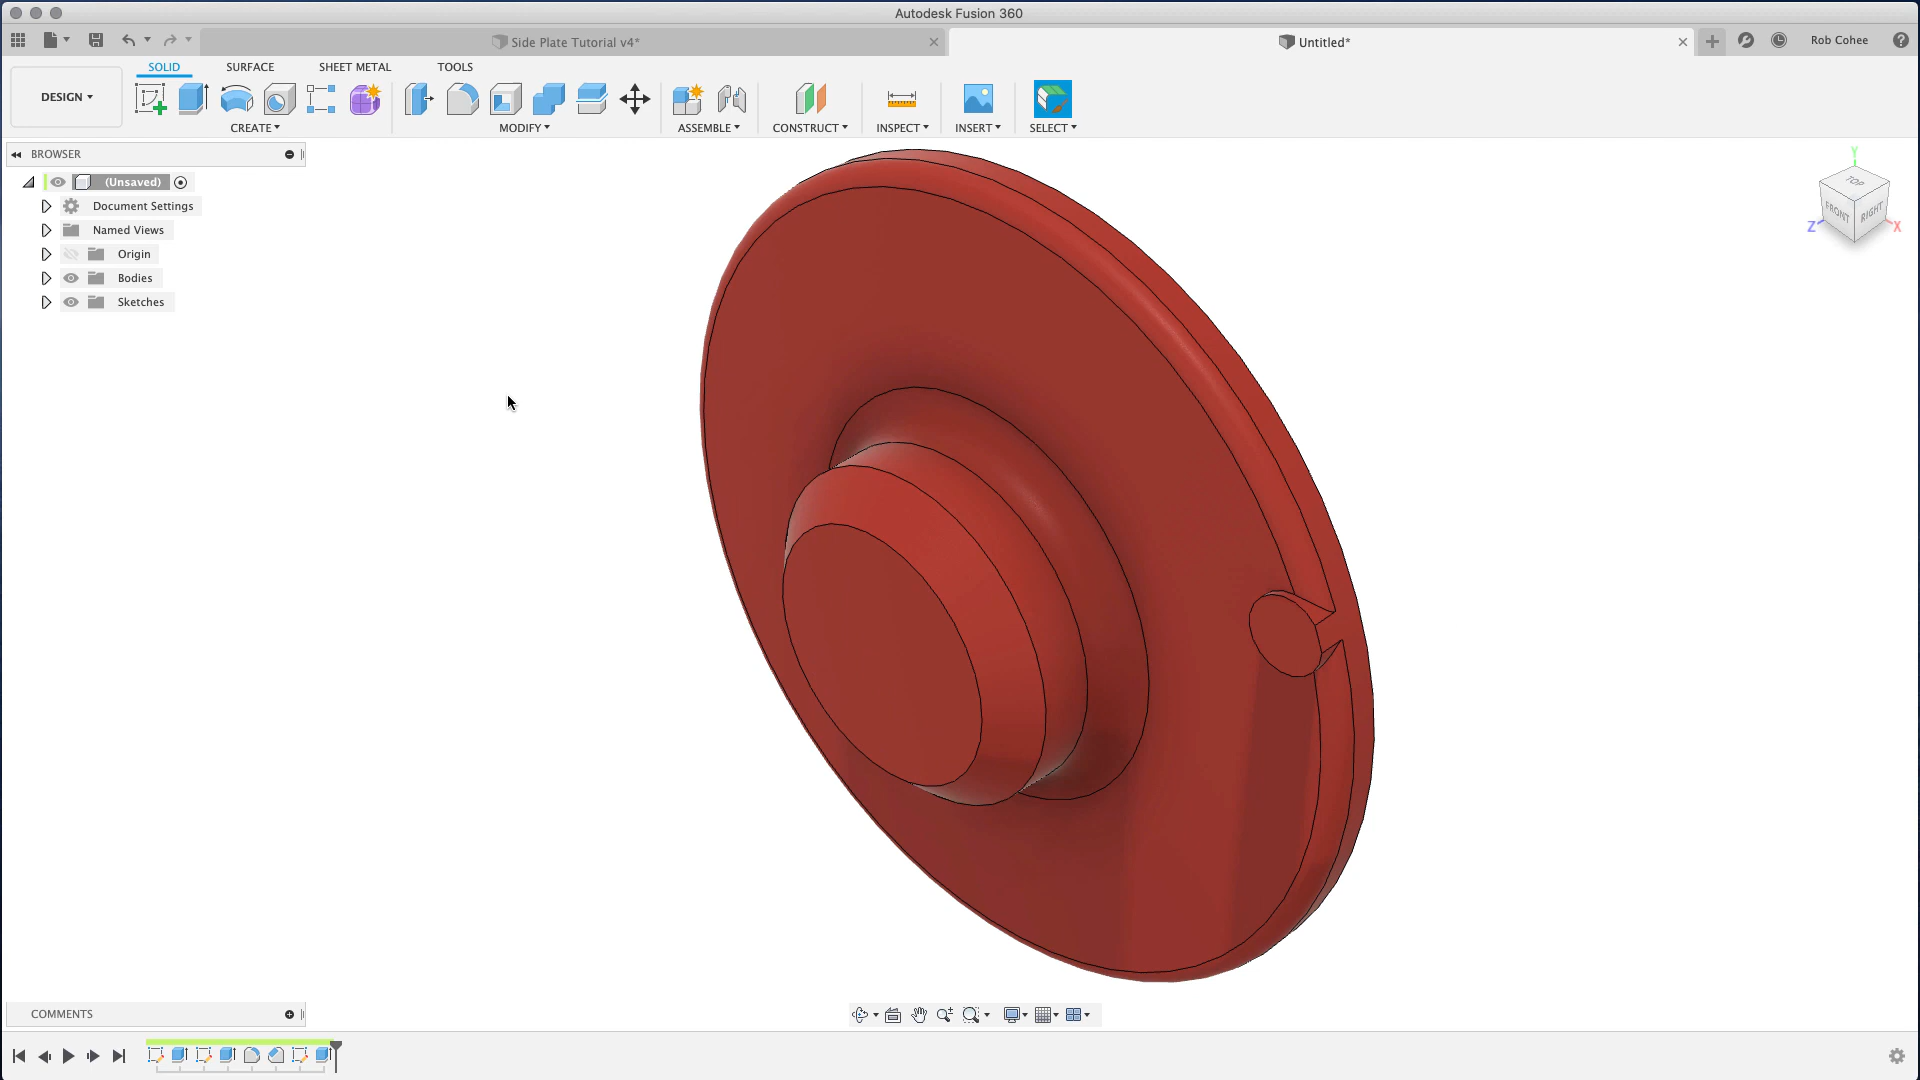 Autodesk Fusion 360
Side Plate Tutorial v4*
Untitled*
Rob Cohee
DESIGN
SOLID
SURFACE
SHEET METAL
TOOLS
CREATE
MODIFY
ASSEMBLE
CONSTRUCT
INSPECT
INSERT
SELECT
BROWSER
(Unsaved)
Document Settings
Named Views
Origin
Bodies
Sketches
Y
TOP
FRONT
RIGHT
Z
X
COMMENTS